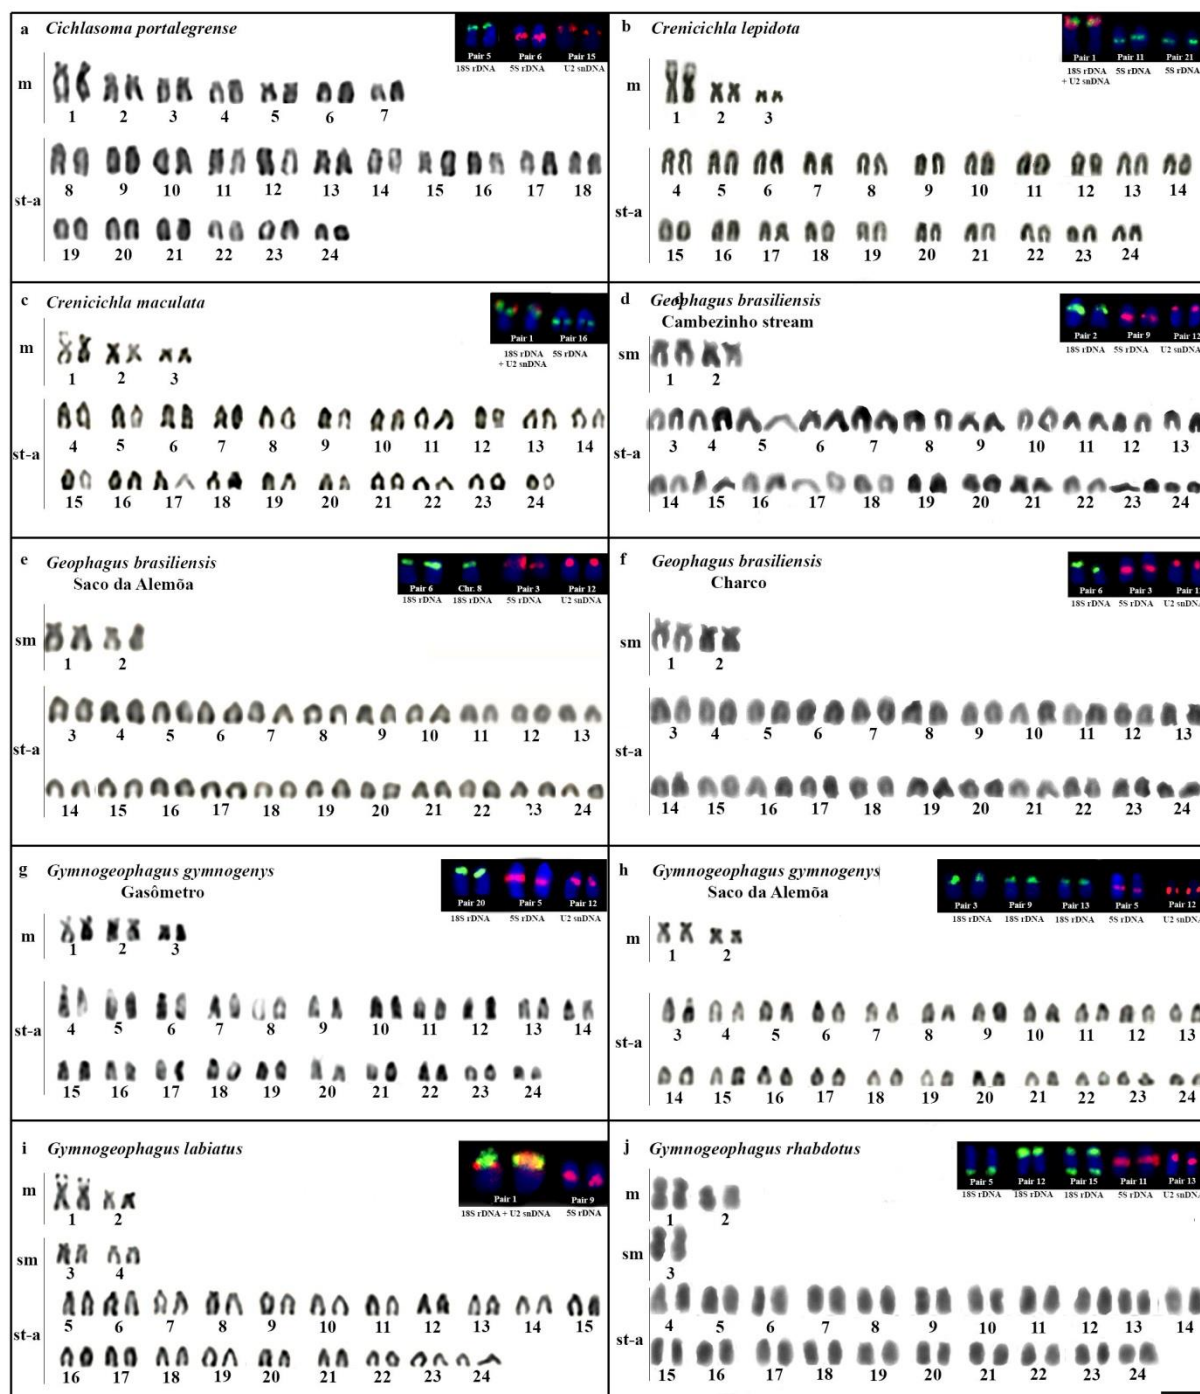 a Cichlasoma portalegrense
Pair 5 Pair 6 Pair 15
18S rDNA 5S rDNA U2 snDNA
m
1 2 3 4 5 6 7
8 9 10 11 12 13 14 15 16 17 18
st-a
19 20 21 22 23 24
b Crenicichla lepidota
Pair 1 Pair 11 Pair 21
18S rDNA 5S rDNA 5S rDNA
+ U2 snDNA
m
1 2 3
4 5 6 7 8 9 10 11 12 13 14
st-a
15 16 17 18 19 20 21 22 23 24
c Crenicichla maculata
Pair 1 Pair 16
18S rDNA 5S rDNA
+ U2 snDNA
m
1 2 3
4 5 6 7 8 9 10 11 12 13 14
st-a
15 16 17 18 19 20 21 22 23 24
d Geophagus brasiliensis
Cambezinho stream
Pair 2 Pair 9 Pair 12
18S rDNA 5S rDNA U2 snDNA
sm
1 2
3 4 5 6 7 8 9 10 11 12 13
st-a
14 15 16 17 18 19 20 21 22 23 24
e Geophagus brasiliensis
Saco da Alemõa
Pair 6 Chr. 8 Pair 3 Pair 12
18S rDNA 18S rDNA 5S rDNA U2 snDNA
sm
1 2
3 4 5 6 7 8 9 10 11 12 13
st-a
14 15 16 17 18 19 20 21 22 23 24
f Geophagus brasiliensis
Charco
Pair 6 Pair 3
18S rDNA 5S rDNA U2 snDNA
sm
1 2
3 4 5 6 7 8 9 10 11 12 13
st-a
14 15 16 17 18 19 20 21 22 23 24
g Gymnogeophagus gymnogenys
Gasômetro
Pair 20 Pair 5 Pair 12
18S rDNA 5S rDNA U2 snDNA
m
1 2 3
4 5 6 7 8 9 10 11 12 13 14
st-a
15 16 17 18 19 20 21 22 23 24
h Gymnogeophagus gymnogenys
Saco da Alemõa
Pair 3 Pair 9 Pair 13 Pair 5 Pair 12
18S rDNA 18S rDNA 18S rDNA 5S rDNA U2 snDNA
m
1 2
3 4 5 6 7 8 9 10 11 12 13
st-a
14 15 16 17 18 19 20 21 22 23 24
i Gymnogeophagus labiatus
Pair 1 Pair 9
18S rDNA + U2 snDNA 5S rDNA
m
1 2
sm
3 4
5 6 7 8 9 10 11 12 13 14 15
st-a
16 17 18 19 20 21 22 23 24
j Gymnogeophagus rhabdotus
Pair 5 Pair 12 Pair 15 Pair 11 Pair 13
18S rDNA 18S rDNA 18S rDNA 5S rDNA U2 snDNA
m
1 2
sm
3
4 5 6 7 8 9 10 11 12 13 14
st-a
15 16 17 18 19 20 21 22 23 24